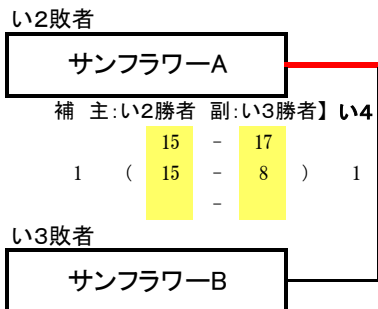 い2敗者
サンフラワーA
補 主:い2勝者 副:い3勝者】 い4
15 - 17
1 ( 15 - 8 ) 1
-
い3敗者
サンフラワーB